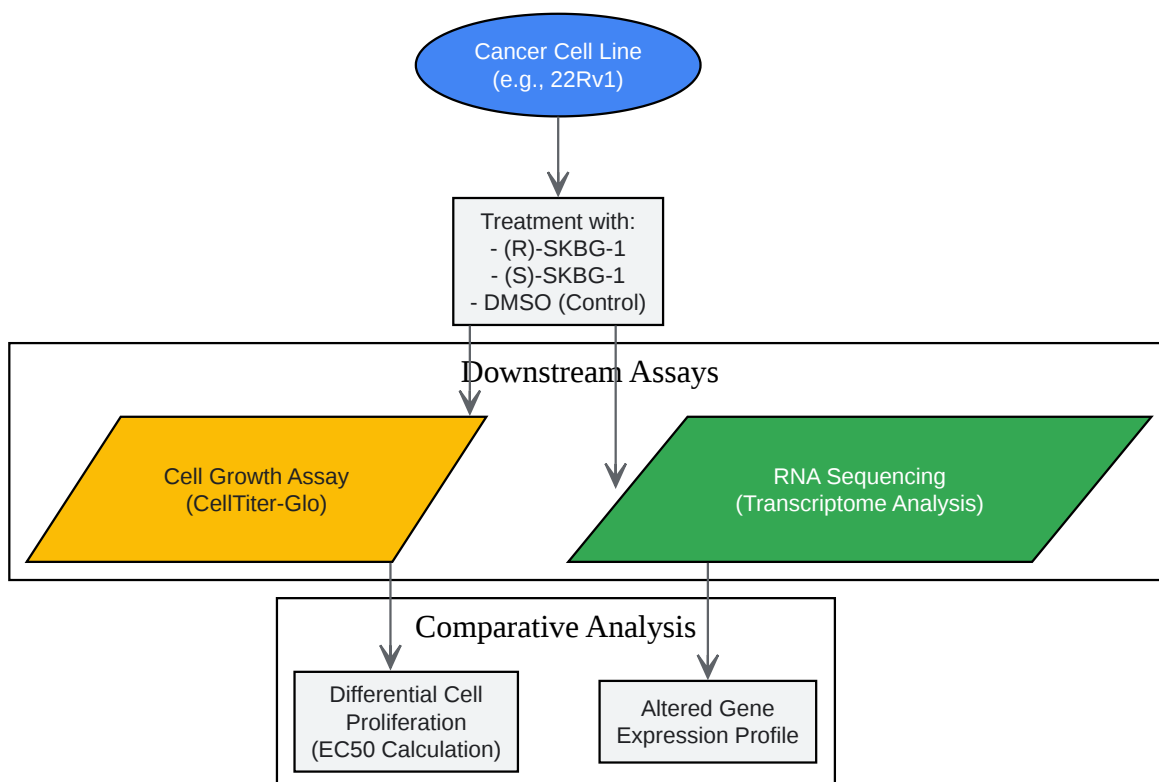 Cancer Cell Line
(e.g., 22Rv1)
Treatment with:
- (R)-SKBG-1
- (S)-SKBG-1
- DMSO (Control)
Downstream Assays
Cell Growth Assay
(CellTiter-Glo)
RNA Sequencing
(Transcriptome Analysis)
Comparative Analysis
Differential Cell
Proliferation
(EC50 Calculation)
Altered Gene
Expression Profile